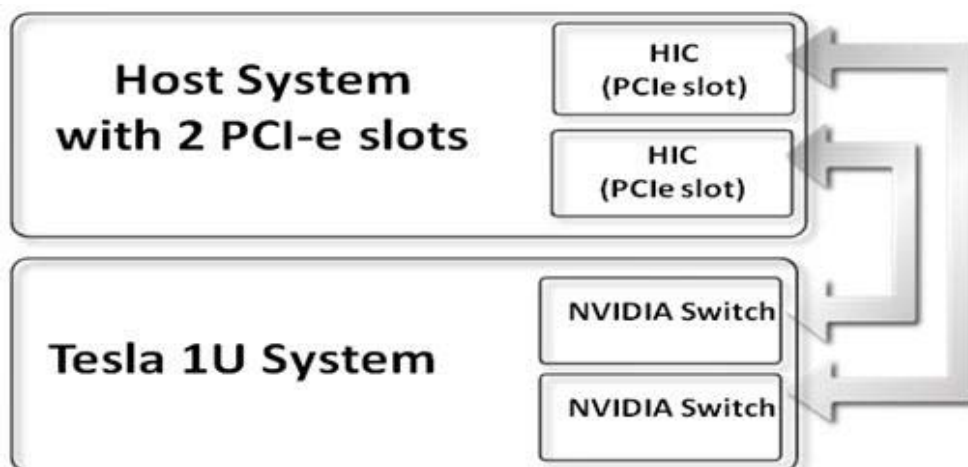 Host System
with 2 PCI-e slots
HIC
(PCIe slot)
HIC
(PCIe slot)
Tesla 1U System
NVIDIA Switch
NVIDIA Switch